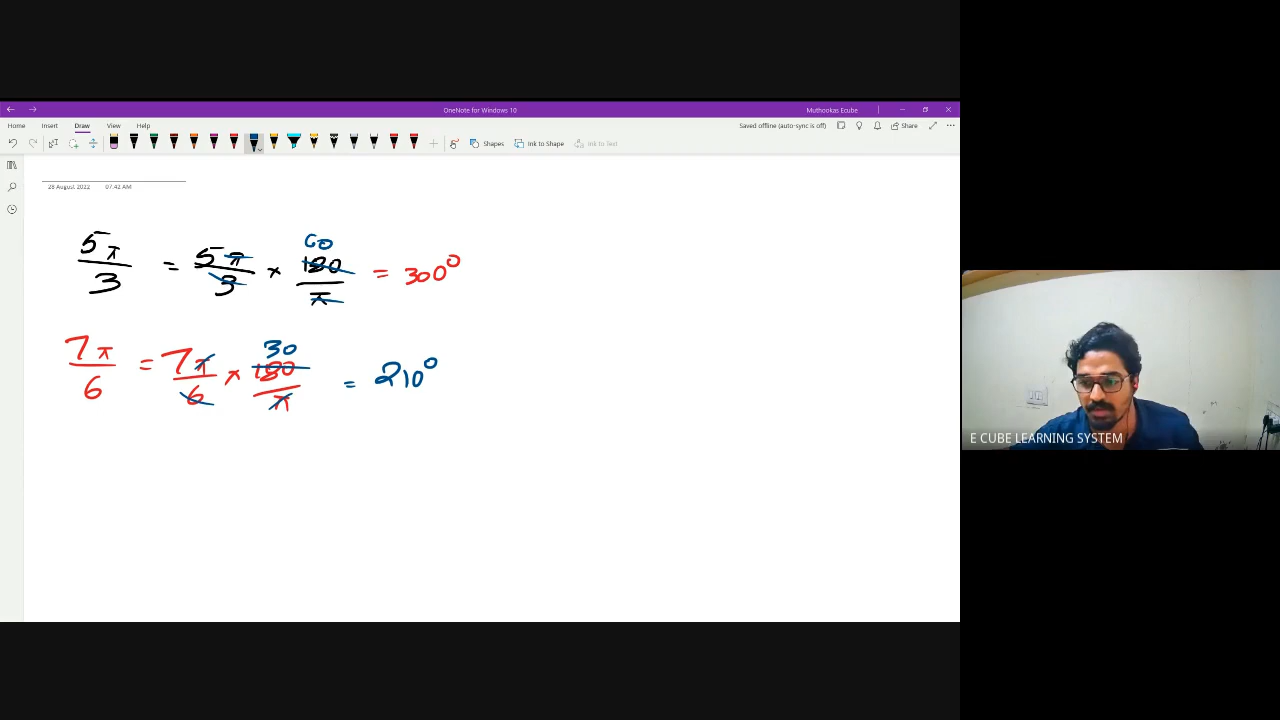 OneNote for Windows 10
Muthookas Ecube
Home Insert Draw View Help
Saved offline (auto-sync is off)
Share
Shapes
Ink to Shape
Ink to Text
28 August 2022 07.42 AM
5π/3 = 5π/3 × 180/π = 300°
60
7π/6 = 7π/6 × 180/π = 210°
30
E CUBE LEARNING SYSTEM